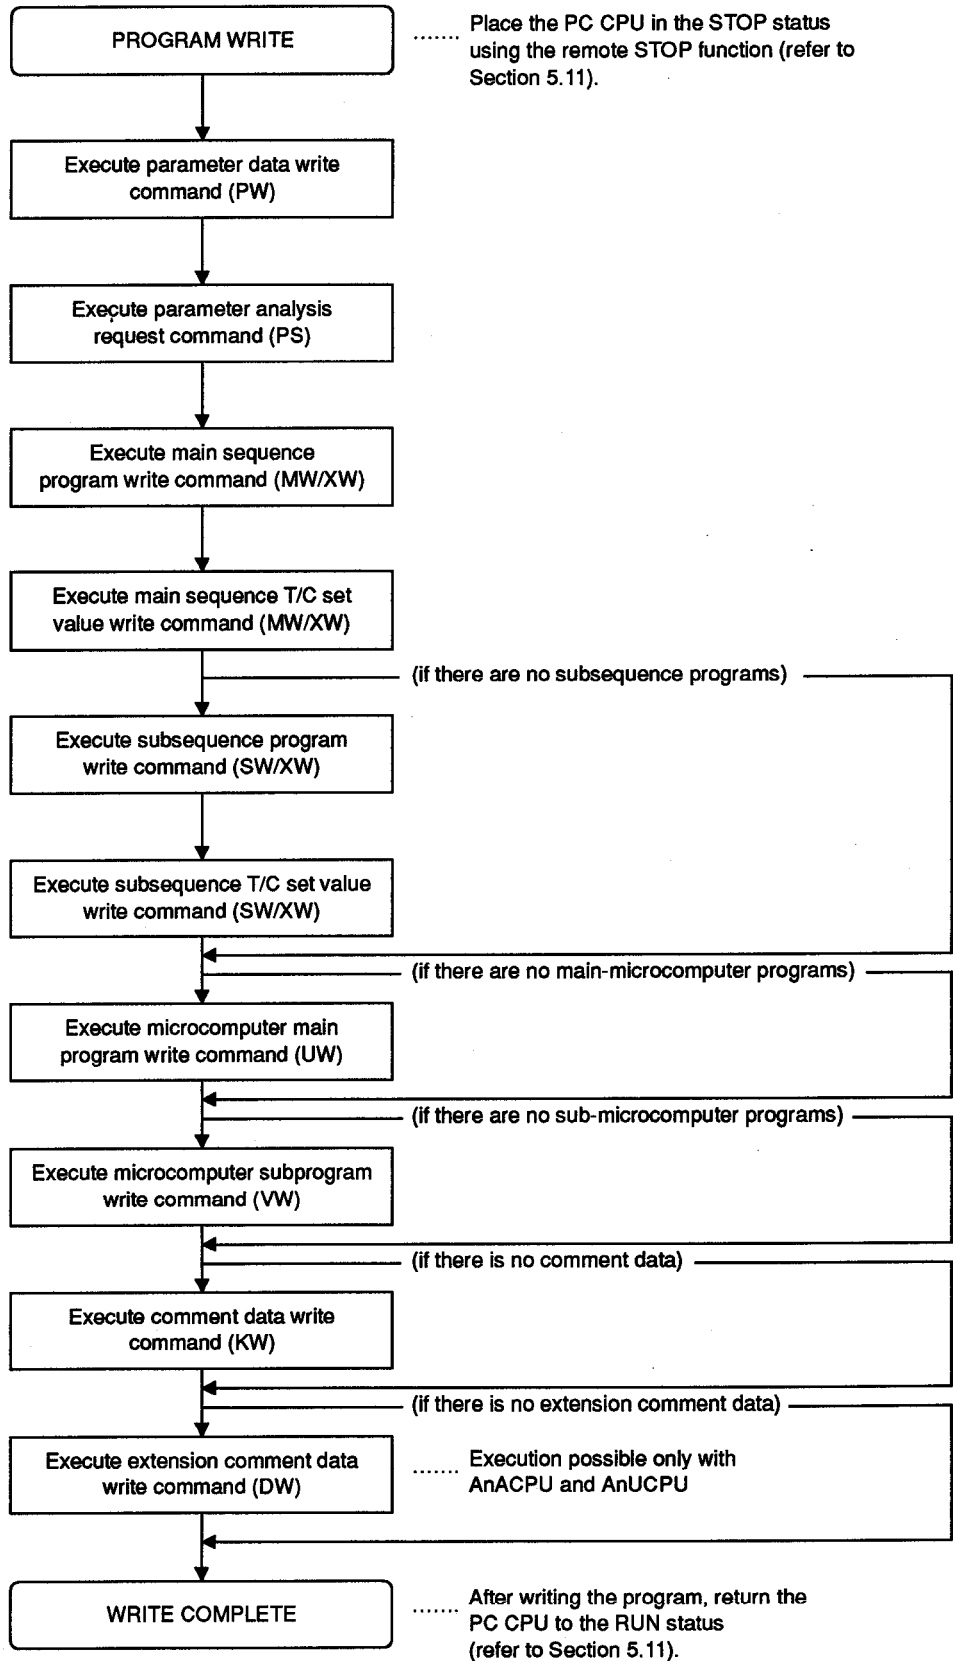 PROGRAM WRITE
....... Place the PC CPU in the STOP status
using the remote STOP function (refer to
Section 5.11).
Execute parameter data write
command (PW)
Execute parameter analysis
request command (PS)
Execute main sequence
program write command (MW/XW)
Execute main sequence T/C set
value write command (MW/XW)
(if there are no subsequence programs)
Execute subsequence program
write command (SW/XW)
Execute subsequence T/C set value
write command (SW/XW)
(if there are no main-microcomputer programs)
Execute microcomputer main
program write command (UW)
(if there are no sub-microcomputer programs)
Execute microcomputer subprogram
write command (VW)
(if there is no comment data)
Execute comment data write
command (KW)
(if there is no extension comment data)
Execute extension comment data
write command (DW)
....... Execution possible only with
AnACPU and AnUCPU
WRITE COMPLETE
....... After writing the program, return the
PC CPU to the RUN status
(refer to Section 5.11).